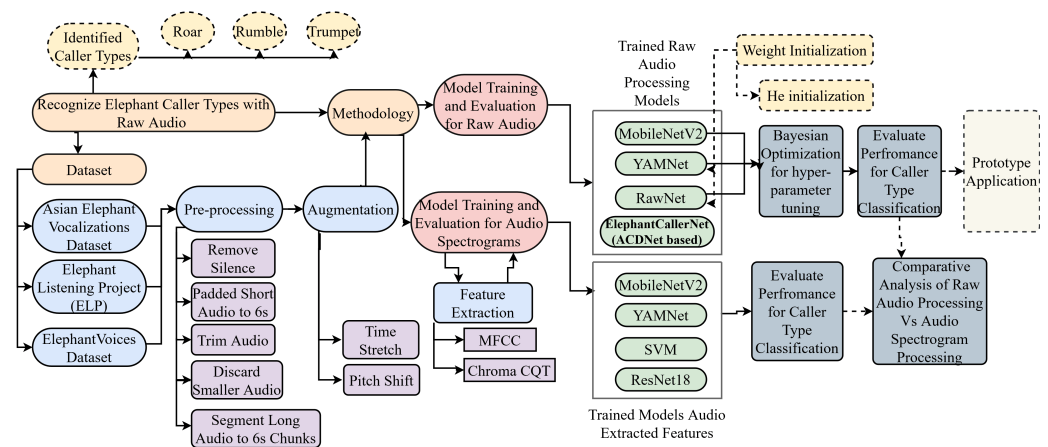 Identified
Caller Types
Roar
Rumble
Trumpet
Recognize Elephant Caller Types with
Raw Audio
Dataset
Asian Elephant
Vocalizations
Dataset
Elephant
Listening Project
(ELP)
ElephantVoices
Dataset
Pre-processing
Remove
Silence
Padded Short
Audio to 6s
Trim Audio
Discard
Smaller Audio
Segment Long
Audio to 6s Chunks
Augmentation
Time
Stretch
Pitch Shift
Methodology
Model Training
and Evaluation
for Raw Audio
Model Training and
Evaluation for Audio
Spectrograms
Feature
Extraction
MFCC
Chroma CQT
Trained Raw
Audio
Processing
Models
MobileNetV2
YAMNet
RawNet
ElephantCallerNet
(ACDNet based)
MobileNetV2
YAMNet
SVM
ResNet18
Trained Models Audio
Extracted Features
Weight Initialization
He initialization
Bayesian
Optimization
for hyper-
parameter
tuning
Evaluate
Perfromance
for Caller
Type
Classification
Prototype
Application
Evaluate
Perfromance
for Caller
Type
Classification
Comparative
Analysis of Raw
Audio Processing
Vs Audio
Spectrogram
Processing